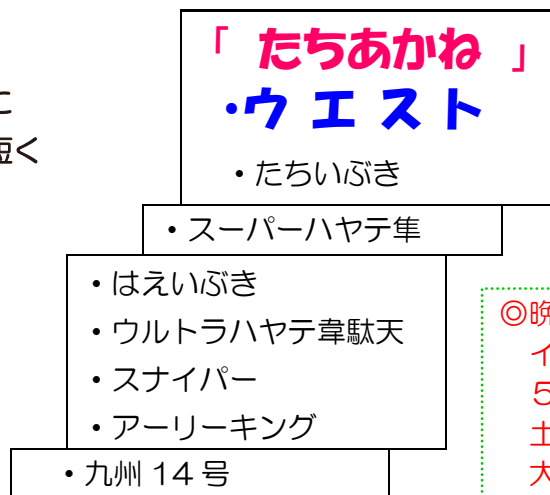 「 たちあかね 」
・ウ エ スト
に
短く
・たちいぶき
・スーパーハヤテ隼
・はえいぶき
・ウルトラハヤテ韋駄天
・スナイパー
・アーリーキング
・九州 14 号
◎晩
イ
5
土
大